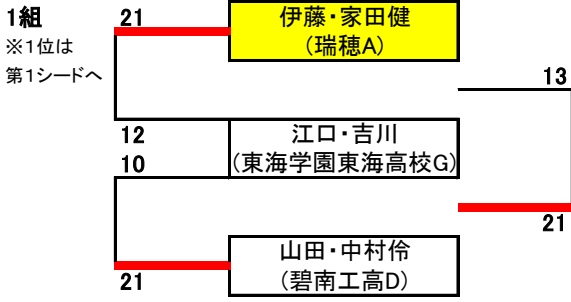 1組
※1位は
第1シードへ
21
伊藤・家田健
(瑞穂A)
13
12
10
江口・吉川
(東海学園東海高校G)
21
21
山田・中村伶
(碧南工高D)